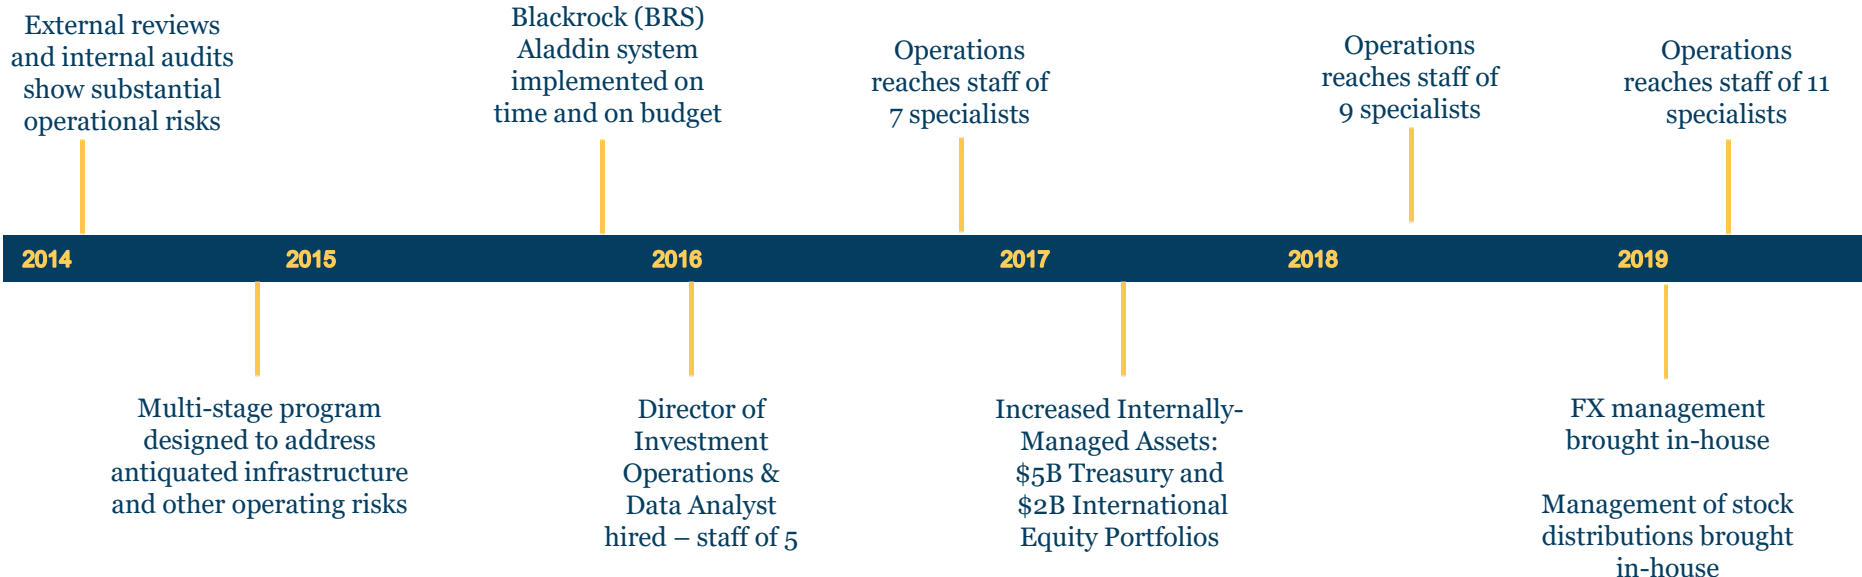 External reviews
and internal audits
show substantial
operational risks
Blackrock (BRS)
Aladdin system
implemented on
time and on budget
Operations
reaches staff of
7 specialists
Operations
reaches staff of
9 specialists
Operations
reaches staff of 11
specialists
2014 2015 2016 2017 2018 2019
Multi-stage program
designed to address
antiquated infrastructure
and other operating risks
Director of
Investment
Operations &
Data Analyst
hired – staff of 5
Increased Internally-
Managed Assets:
$5B Treasury and
$2B International
Equity Portfolios
FX management
brought in-house
Management of stock
distributions brought
in-house